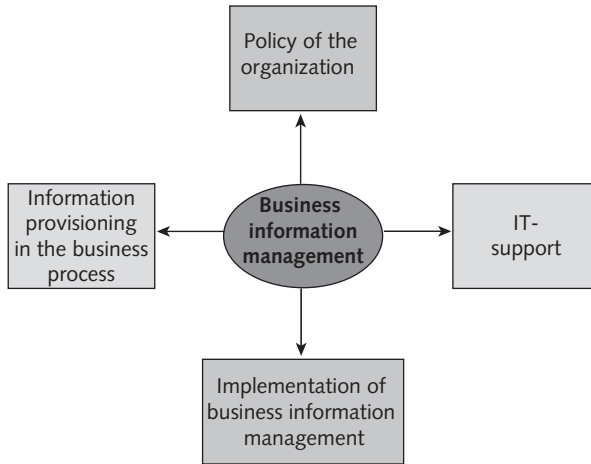 Policy of the
organization
Information
provisioning
in the business
process
Business
information
management
IT-
support
Implementation of
business information
management